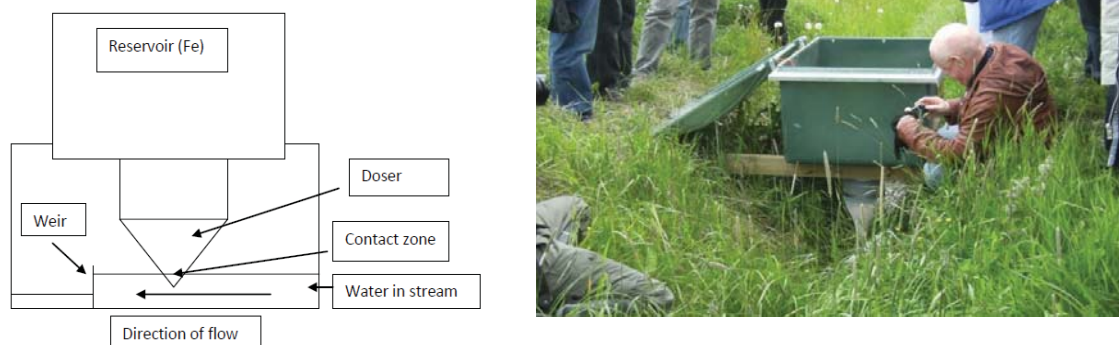 Reservoir (Fe)
Doser
Weir
Contact zone
Water in stream
Direction of flow